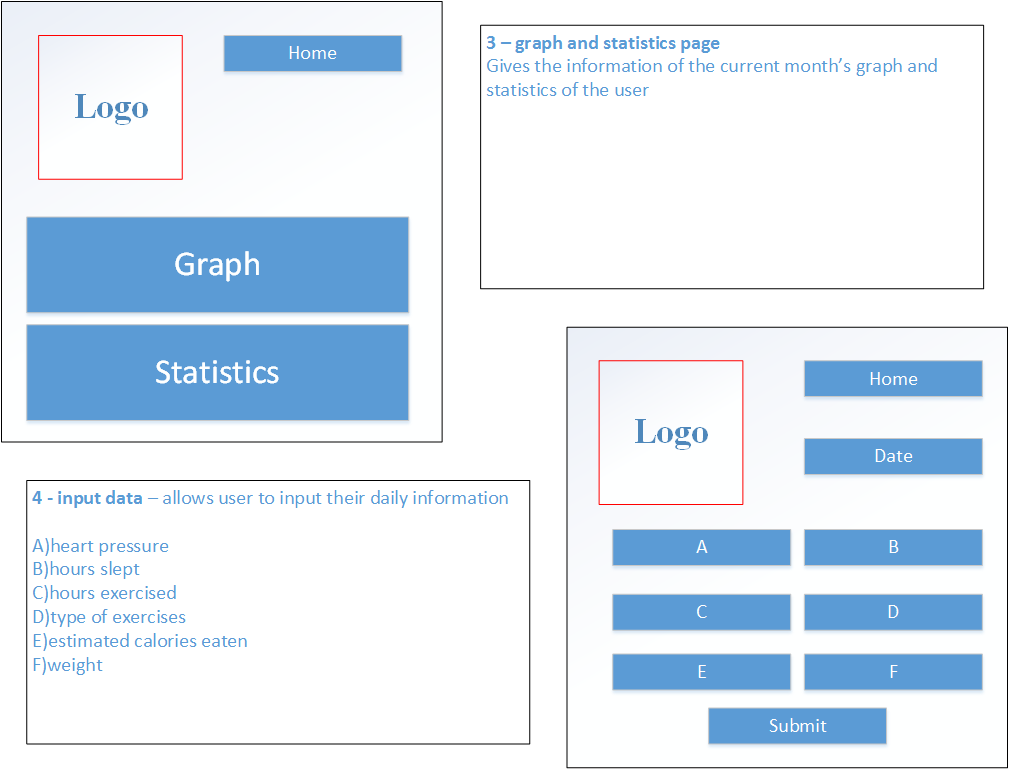 Logo
Home
Graph
Statistics
3 – graph and statistics page
Gives the information of the current month’s graph and
statistics of the user
4 - input data – allows user to input their daily information
A)heart pressure
B)hours slept
C)hours exercised
D)type of exercises
E)estimated calories eaten
F)weight
Logo
Home
Date
A
B
C
D
E
F
Submit